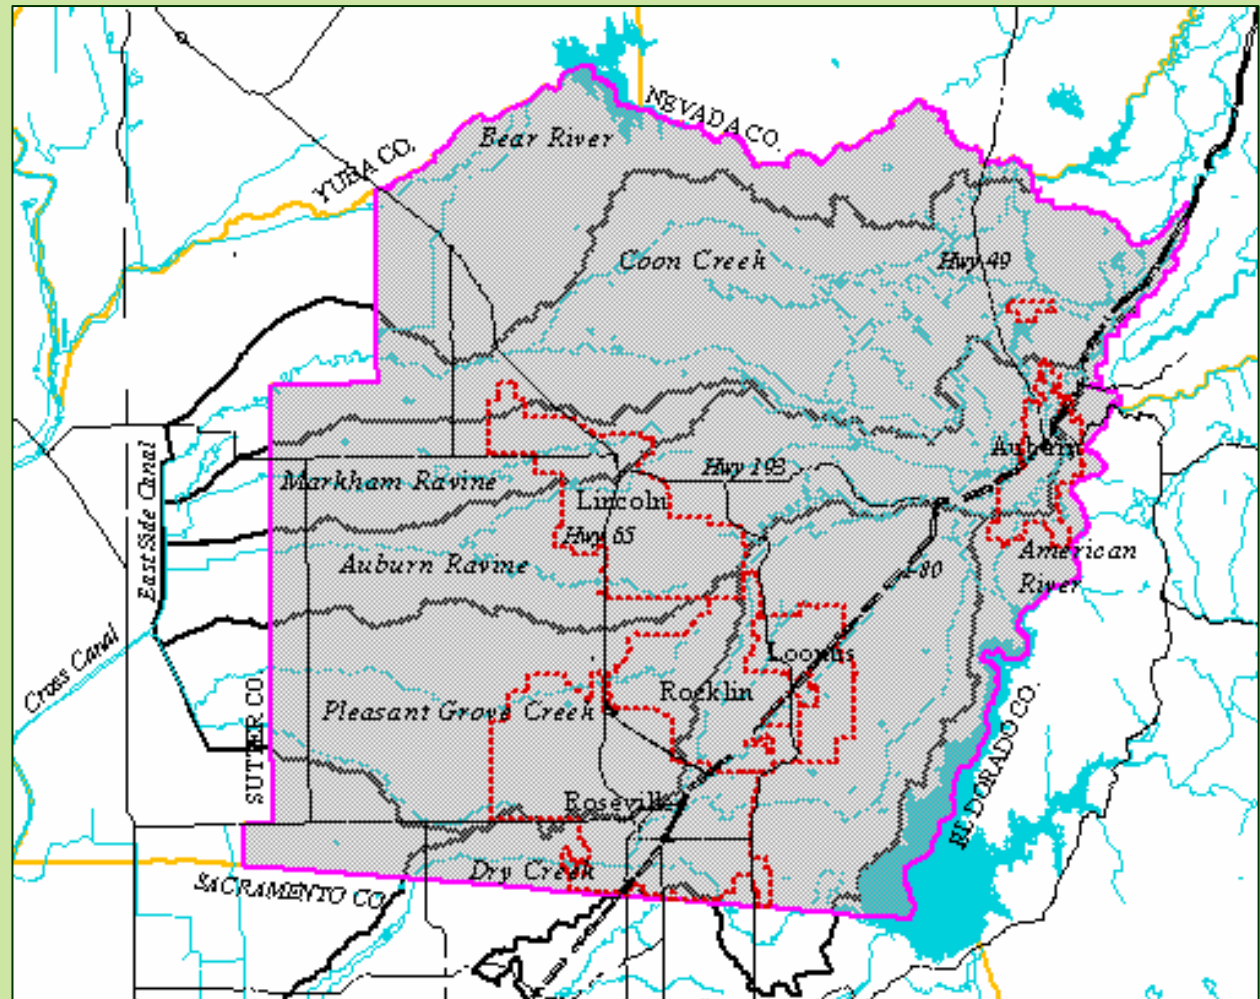 NEVADA CO.
Bear River
YUBA CO.
Coon Creek
Hwy 49
Auburn
Hwy 193
Markham Ravine
Lincoln
East Side Canal
Hwy 65
American
River
Auburn Ravine
I-80
Cross Canal
Loomis
Rocklin
SUTTER CO.
Pleasant Grove Creek
Roseville
DORADO CO.
Dry Creek
SACRAMENTO CO.